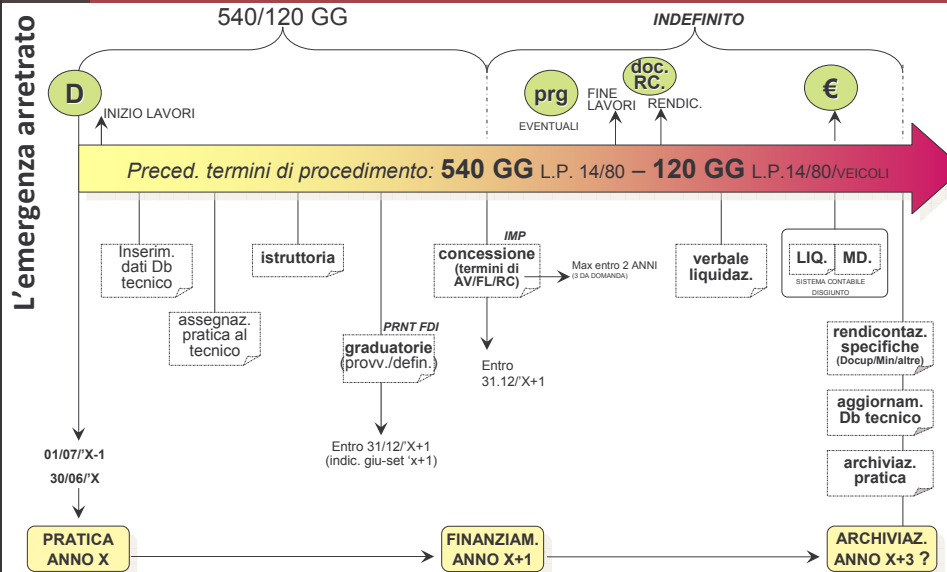 L'emergenza arretrato
540/120 GG
INDEFINITO
D
INIZIO LAVORI
prg
EVENTUALI
FINE
LAVORI
doc.
RC.
RENDIC.
€
Preced. termini di procedimento: 540 GG L.P. 14/80 – 120 GG L.P.14/80/VEICOLI
Inserim.
dati Db
tecnico
assegnaz.
pratica al
tecnico
istruttoria
PRNT FDI
graduatorie
(provv./defin.)
Entro 31/12/'X+1
(indic. giu-set 'x+1)
IMP
concessione
(termini di
AV/FL/RC)
Max entro 2 ANNI
(3 DA DOMANDA)
Entro
31.12/'X+1
verbale
liquidaz.
LIQ.
MD.
SISTEMA CONTABILE
DISGIUNTO
rendicontaz.
specifiche
(Docup/Min/altre)
aggiornam.
Db tecnico
archiviaz.
pratica
01/07/'X-1
30/06/'X
PRATICA
ANNO X
FINANZIAM.
ANNO X+1
ARCHIVIAZ.
ANNO X+3 ?